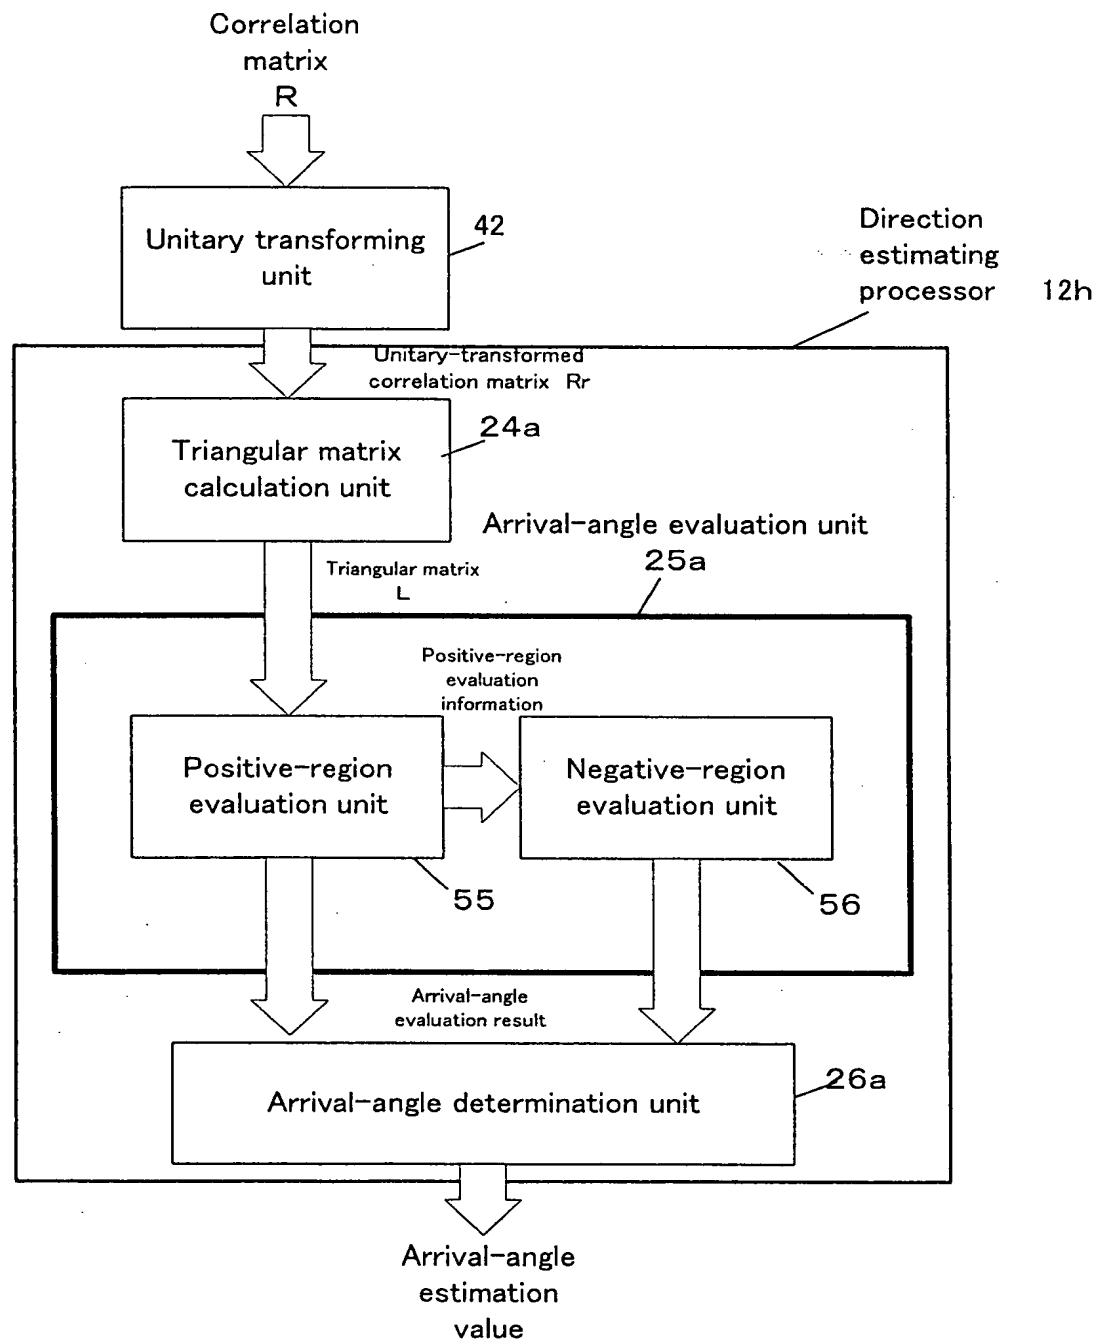 Correlation
matrix
R
Unitary transforming
unit
42
Direction
estimating
processor 12h
Unitary-transformed
correlation matrix Rr
Triangular matrix
calculation unit
24a
Arrival-angle evaluation unit
25a
Triangular matrix
L
Positive-region
evaluation
information
Positive-region
evaluation unit
Negative-region
evaluation unit
55
56
Arrival-angle
evaluation result
Arrival-angle determination unit
26a
Arrival-angle
estimation
value